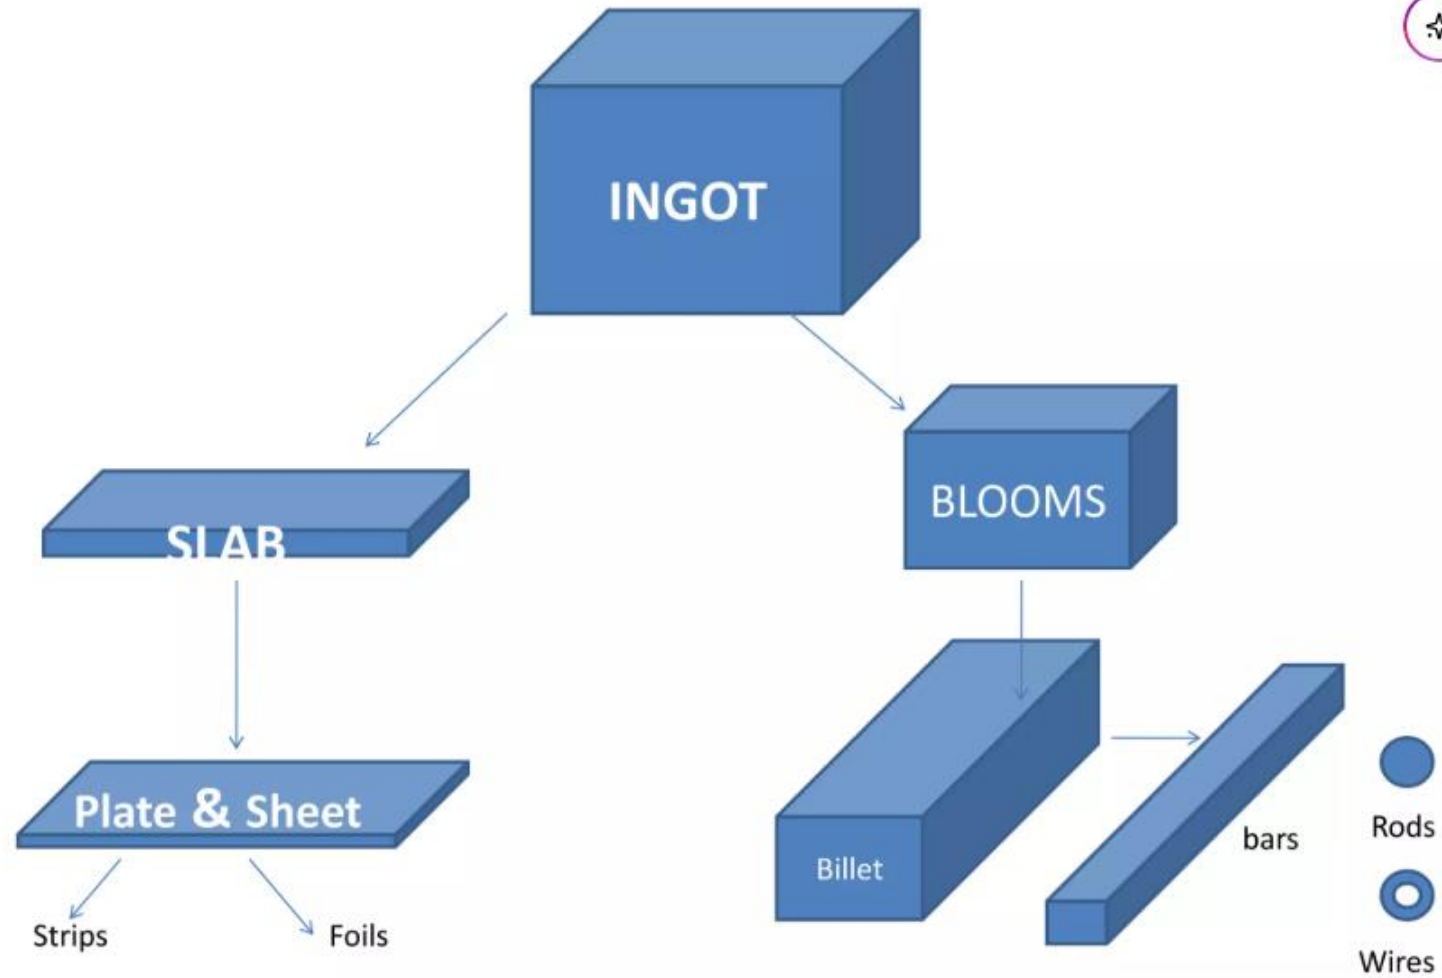 INGOT
BLOOMS
SLAB
Plate & Sheet
Billet
bars
Rods
Strips
Foils
Wires